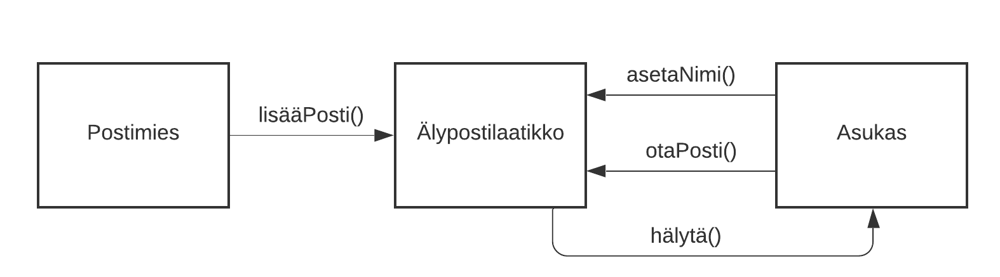 asetaNimi()
lisääPosti()
Postimies
Älypostilaatikko
Asukas
otaPosti()
hälytä()